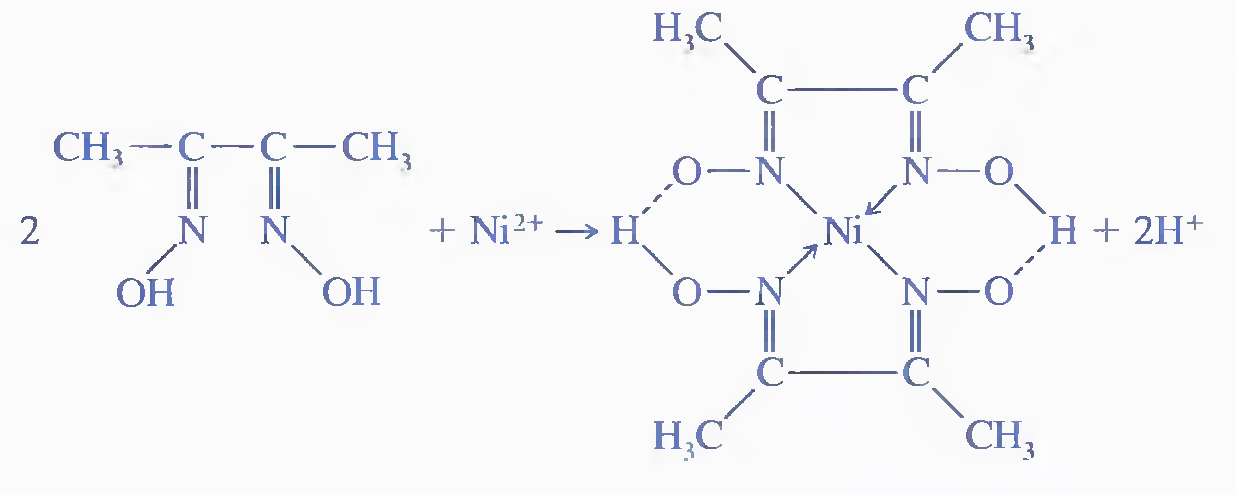 H₃C CH₃
C C
CH₃ C C CH₃ O N N O
2 N N + Ni²⁺ → H Ni H + 2H⁺
OH OH O N N O
C C
H₃C CH₃